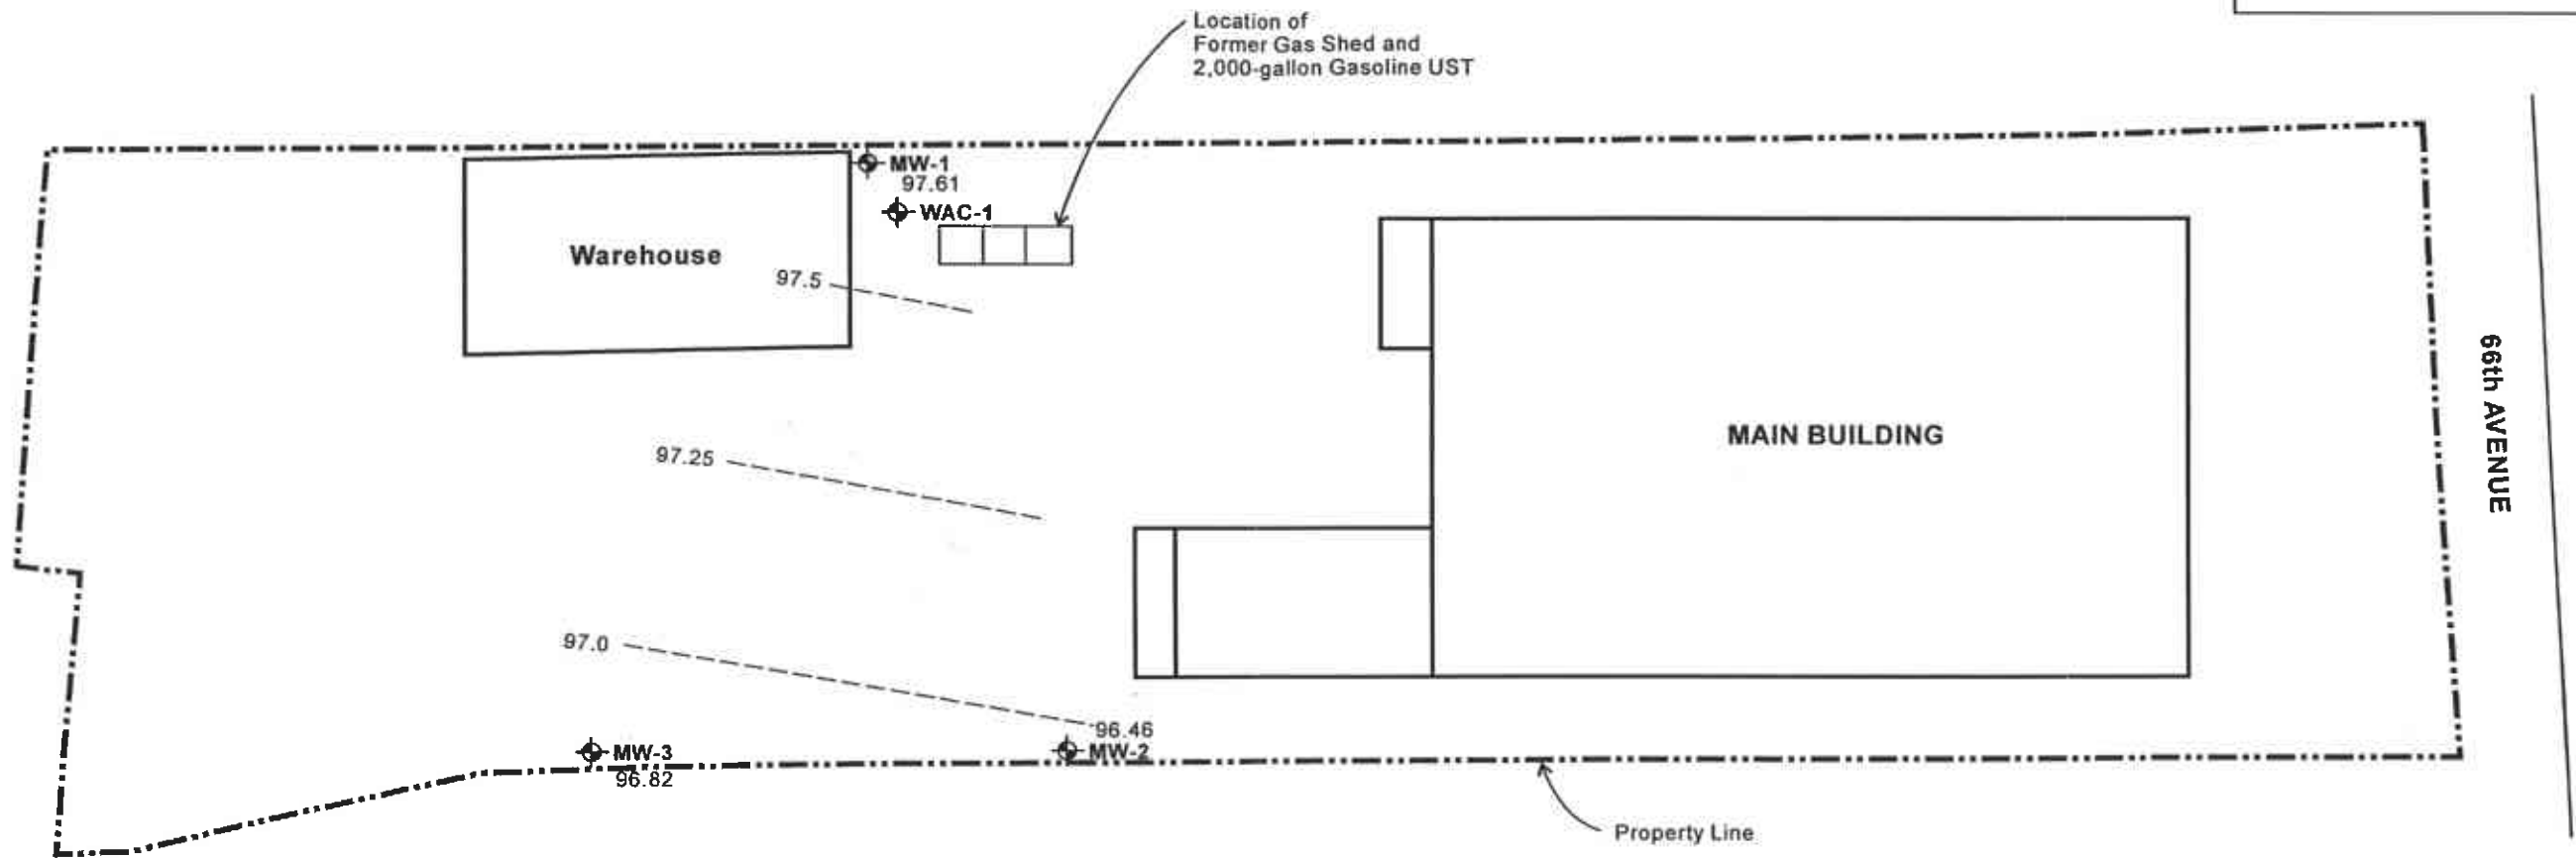 Location of
Former Gas Shed and
2,000-gallon Gasoline UST
MW-1
97.61
WAC-1
Warehouse
97.5
66th AVENUE
MAIN BUILDING
97.25
97.0
96.46
MW-3
MW-2
96.82
Property Line